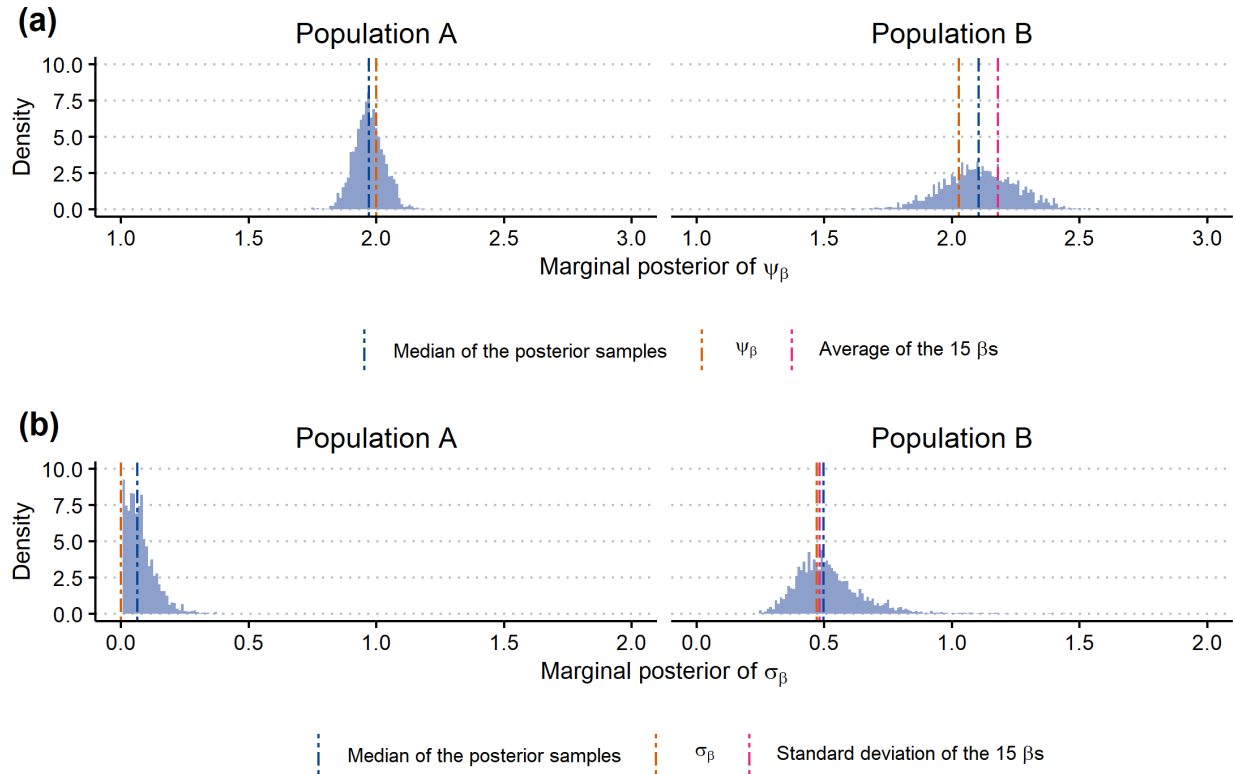 (a)
Population A
Population B
Density
10.0
7.5
5.0
2.5
0.0
1.0 1.5 2.0 2.5 3.0
1.0 1.5 2.0 2.5 3.0
Marginal posterior of ψβ
Median of the posterior samples ψβ Average of the 15 βs
(b)
Population A
Population B
Density
10.0
7.5
5.0
2.5
0.0
0.0 0.5 1.0 1.5 2.0
0.0 0.5 1.0 1.5 2.0
Marginal posterior of σβ
Median of the posterior samples σβ Standard deviation of the 15 βs